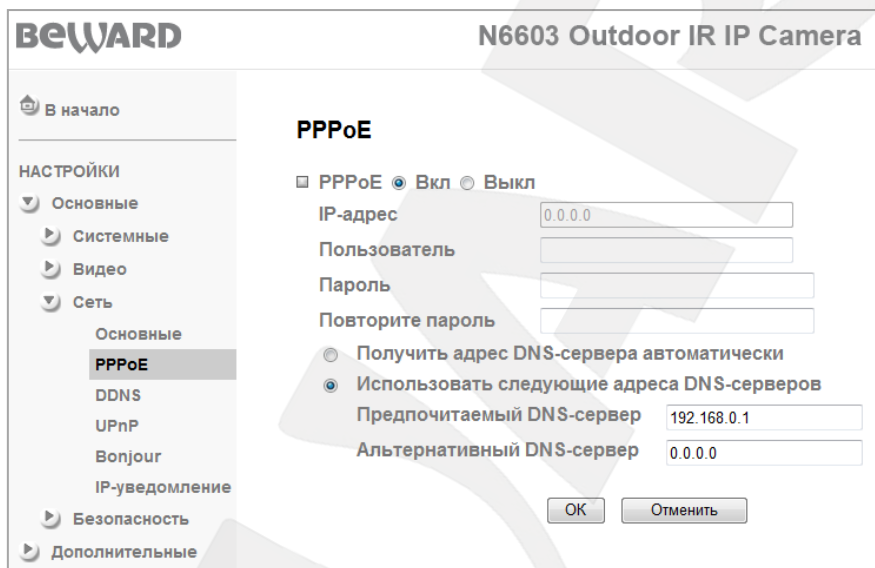 BEWARD
N6603 Outdoor IR IP Camera
В начало
НАСТРОЙКИ
Основные
Системные
Видео
Сеть
Основные
PPPoE
DDNS
UPnP
Bonjour
IP-уведомление
Безопасность
Дополнительные
PPPoE
PPPoE Вкл Выкл
IP-адрес 0.0.0.0
Пользователь
Пароль
Повторите пароль
Получить адрес DNS-сервера автоматически
Использовать следующие адреса DNS-серверов
Предпочитаемый DNS-сервер 192.168.0.1
Альтернативный DNS-сервер 0.0.0.0
OK Отменить